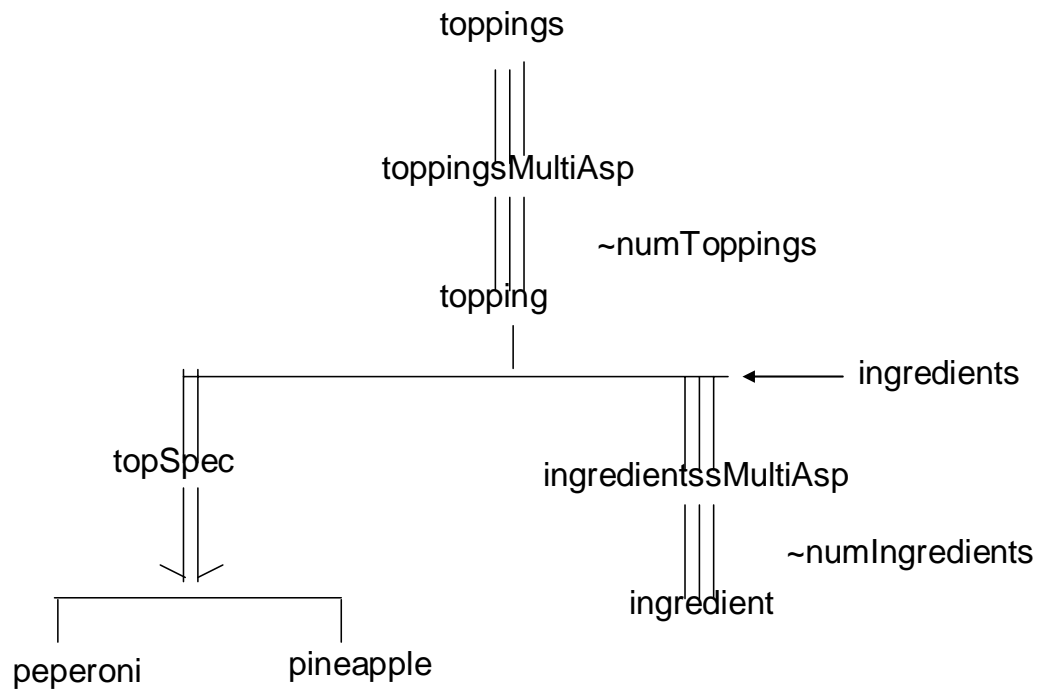 toppings
toppingsMultiAsp
~numToppings
topping
ingredients
topSpec
ingredientssMultiAsp
~numIngredients
ingredient
peperoni
pineapple